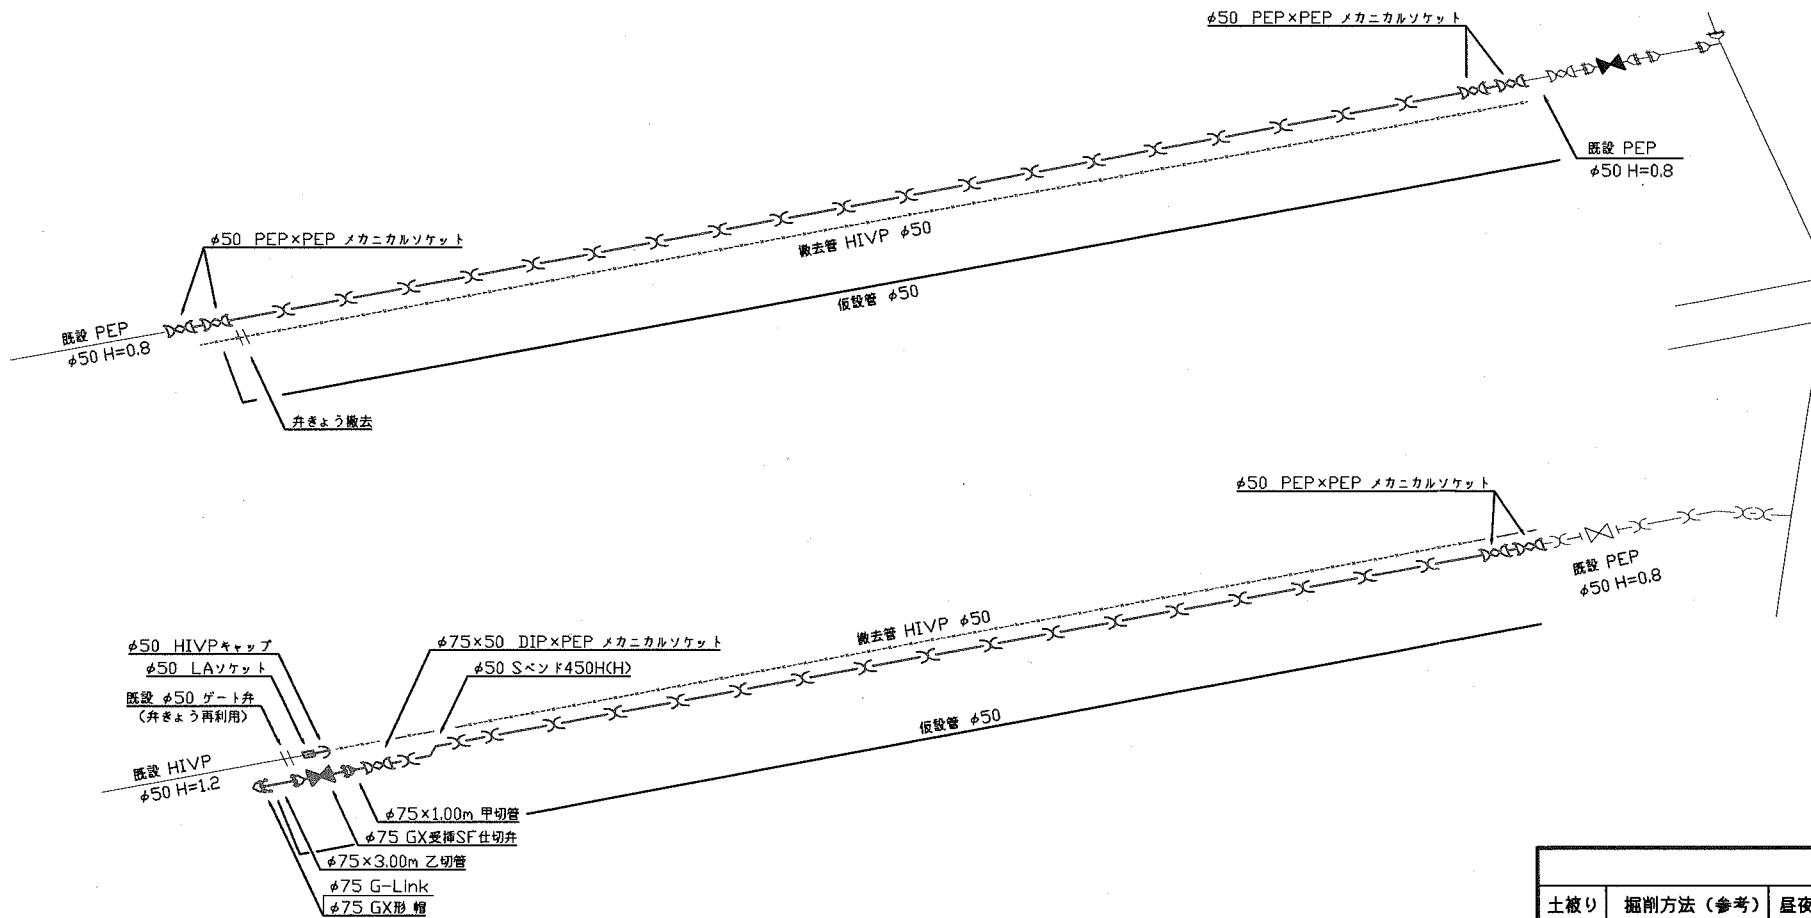 φ50 PEP×PEP メカニカルソケット
既設 PEP
φ50 H=0.8
φ50 PEP×PEP メカニカルソケット
撤去管 HIVP φ50
仮設管 φ50
既設 PEP
φ50 H=0.8
弁きょう撤去
φ50 PEP×PEP メカニカルソケット
既設 PEP
φ50 H=0.8
撤去管 HIVP φ50
φ50 HIVPキャップ
φ75×50 DIP×PEP メカニカルソケット
φ50 LAソケット
φ50 Sベンド450H(H)
既設 φ50 ゲート弁
(弁きょう再利用)
仮設管 φ50
既設 HIVP
φ50 H=1.2
φ75×1.00m 甲切管
φ75 GX受挿SF仕切弁
φ75×3.00m 乙切管
φ75 G-Link
φ75 GX形 帽
土被り 掘削方法（参考） 昼夜